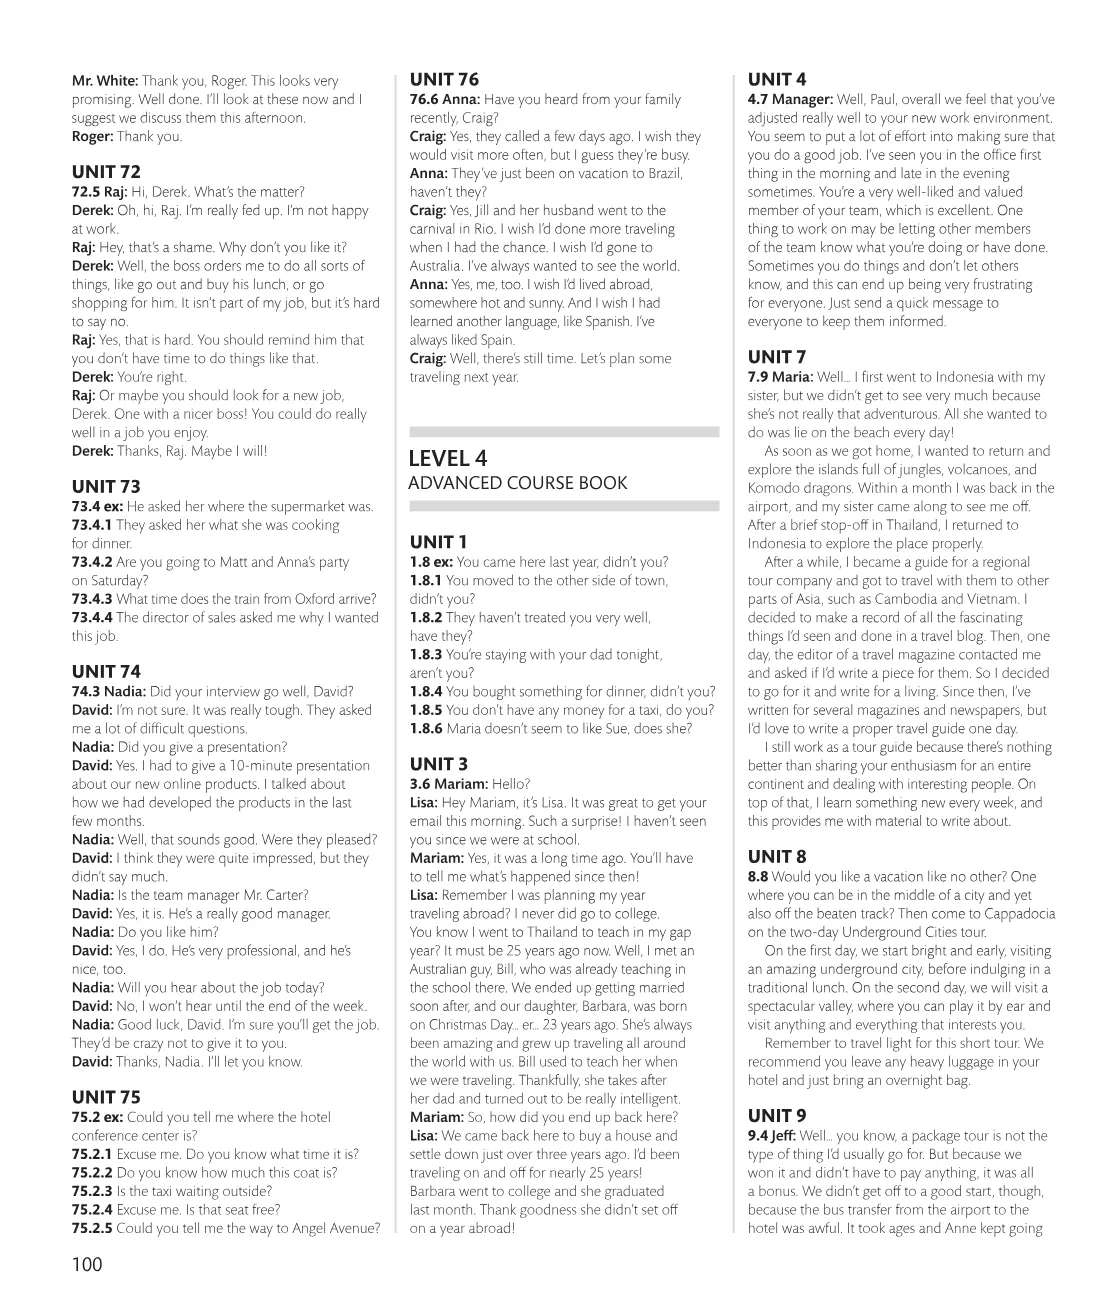 Mr. White: Thank you, Roger. This looks very
promising. Well done. I'll look at these now and I
suggest we discuss them this afternoon.
Roger: Thank you.
UNIT 72
72.5 Raj: Hi, Derek. What's the matter?
Derek: Oh, hi, Raj. I'm really fed up. I'm not happy
at work.
Raj: Hey, that's a shame. Why don't you like it?
Derek: Well, the boss orders me to do all sorts of
things, like go out and buy his lunch, or go
shopping for him. It isn't part of my job, but it's hard
to say no.
Raj: Yes, that is hard. You should remind him that
you don't have time to do things like that.
Derek: You're right.
Raj: Or maybe you should look for a new job,
Derek. One with a nicer boss! You could do really
well in a job you enjoy.
Derek: Thanks, Raj. Maybe I will!
UNIT 73
73.4 ex: He asked her where the supermarket was.
73.4.1 They asked her what she was cooking
for dinner.
73.4.2 Are you going to Matt and Anna's party
on Saturday?
73.4.3 What time does the train from Oxford arrive?
73.4.4 The director of sales asked me why I wanted
this job.
UNIT 74
74.3 Nadia: Did your interview go well, David?
David: I'm not sure. It was really tough. They asked
me a lot of difficult questions.
Nadia: Did you give a presentation?
David: Yes. I had to give a 10-minute presentation
about our new online products. I talked about
how we had developed the products in the last
few months.
Nadia: Well, that sounds good. Were they pleased?
David: I think they were quite impressed, but they
didn't say much.
Nadia: Is the team manager Mr. Carter?
David: Yes, it is. He's a really good manager.
Nadia: Do you like him?
David: Yes, I do. He's very professional, and he's
nice, too.
Nadia: Will you hear about the job today?
David: No, I won't hear until the end of the week.
Nadia: Good luck, David. I'm sure you'll get the job.
They'd be crazy not to give it to you.
David: Thanks, Nadia. I'll let you know.
UNIT 75
75.2 ex: Could you tell me where the hotel
conference center is?
75.2.1 Excuse me. Do you know what time it is?
75.2.2 Do you know how much this coat is?
75.2.3 Is the taxi waiting outside?
75.2.4 Excuse me. Is that seat free?
75.2.5 Could you tell me the way to Angel Avenue?
UNIT 76
76.6 Anna: Have you heard from your family
recently, Craig?
Craig: Yes, they called a few days ago. I wish they
would visit more often, but I guess they're busy.
Anna: They've just been on vacation to Brazil,
haven't they?
Craig: Yes, Jill and her husband went to the
carnival in Rio. I wish I'd done more traveling
when I had the chance. I wish I'd gone to
Australia. I've always wanted to see the world.
Anna: Yes, me, too. I wish I'd lived abroad,
somewhere hot and sunny. And I wish I had
learned another language, like Spanish. I've
always liked Spain.
Craig: Well, there's still time. Let's plan some
traveling next year.
LEVEL 4
ADVANCED COURSE BOOK
UNIT 1
1.8 ex: You came here last year, didn't you?
1.8.1 You moved to the other side of town,
didn't you?
1.8.2 They haven't treated you very well,
have they?
1.8.3 You're staying with your dad tonight,
aren't you?
1.8.4 You bought something for dinner, didn't you?
1.8.5 You don't have any money for a taxi, do you?
1.8.6 Maria doesn't seem to like Sue, does she?
UNIT 3
3.6 Mariam: Hello?
Lisa: Hey Mariam, it's Lisa. It was great to get your
email this morning. Such a surprise! I haven't seen
you since we were at school.
Mariam: Yes, it was a long time ago. You'll have
to tell me what's happened since then!
Lisa: Remember I was planning my year
traveling abroad? I never did go to college.
You know I went to Thailand to teach in my gap
year? It must be 25 years ago now. Well, I met an
Australian guy, Bill, who was already teaching in
the school there. We ended up getting married
soon after, and our daughter, Barbara, was born
on Christmas Day… er… 23 years ago. She's always
been amazing and grew up traveling all around
the world with us. Bill used to teach her when
we were traveling. Thankfully, she takes after
her dad and turned out to be really intelligent.
Mariam: So, how did you end up back here?
Lisa: We came back here to buy a house and
settle down just over three years ago. I'd been
traveling on and off for nearly 25 years!
Barbara went to college and she graduated
last month. Thank goodness she didn't set off
on a year abroad!
UNIT 4
4.7 Manager: Well, Paul, overall we feel that you've
adjusted really well to your new work environment.
You seem to put a lot of effort into making sure that
you do a good job. I've seen you in the office first
thing in the morning and late in the evening
sometimes. You're a very well-liked and valued
member of your team, which is excellent. One
thing to work on may be letting other members
of the team know what you're doing or have done.
Sometimes you do things and don't let others
know, and this can end up being very frustrating
for everyone. Just send a quick message to
everyone to keep them informed.
UNIT 7
7.9 Maria: Well… I first went to Indonesia with my
sister, but we didn't get to see very much because
she's not really that adventurous. All she wanted to
do was lie on the beach every day!
As soon as we got home, I wanted to return and
explore the islands full of jungles, volcanoes, and
Komodo dragons. Within a month I was back in the
airport, and my sister came along to see me off.
After a brief stop-off in Thailand, I returned to
Indonesia to explore the place properly.
After a while, I became a guide for a regional
tour company and got to travel with them to other
parts of Asia, such as Cambodia and Vietnam. I
decided to make a record of all the fascinating
things I'd seen and done in a travel blog. Then, one
day, the editor of a travel magazine contacted me
and asked if I'd write a piece for them. So I decided
to go for it and write for a living. Since then, I've
written for several magazines and newspapers, but
I'd love to write a proper travel guide one day.
I still work as a tour guide because there's nothing
better than sharing your enthusiasm for an entire
continent and dealing with interesting people. On
top of that, I learn something new every week, and
this provides me with material to write about.
UNIT 8
8.8 Would you like a vacation like no other? One
where you can be in the middle of a city and yet
also off the beaten track? Then come to Cappadocia
on the two-day Underground Cities tour.
On the first day, we start bright and early, visiting
an amazing underground city, before indulging in a
traditional lunch. On the second day, we will visit a
spectacular valley, where you can play it by ear and
visit anything and everything that interests you.
Remember to travel light for this short tour. We
recommend you leave any heavy luggage in your
hotel and just bring an overnight bag.
UNIT 9
9.4 Jeff: Well… you know, a package tour is not the
type of thing I'd usually go for. But because we
won it and didn't have to pay anything, it was all
a bonus. We didn't get off to a good start, though,
because the bus transfer from the airport to the
hotel was awful. It took ages and Anne kept going
100